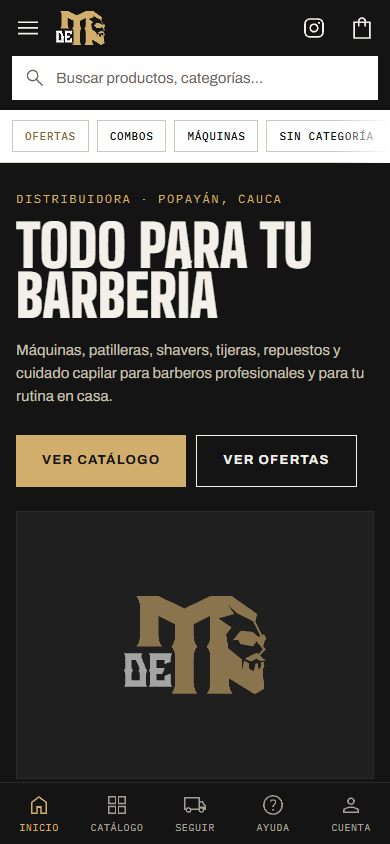 DE
Buscar productos, categorías...
OFERTAS
COMBOS
MÁQUINAS
SIN CATEGORÍA
DISTRIBUIDORA · POPAYÁN, CAUCA
TODO PARA TU
BARBERÍA
Máquinas, patilleras, shavers, tijeras, repuestos y
cuidado capilar para barberos profesionales y para tu
rutina en casa.
VER CATÁLOGO
VER OFERTAS
DE
INICIO
CATÁLOGO
SEGUIR
AYUDA
CUENTA